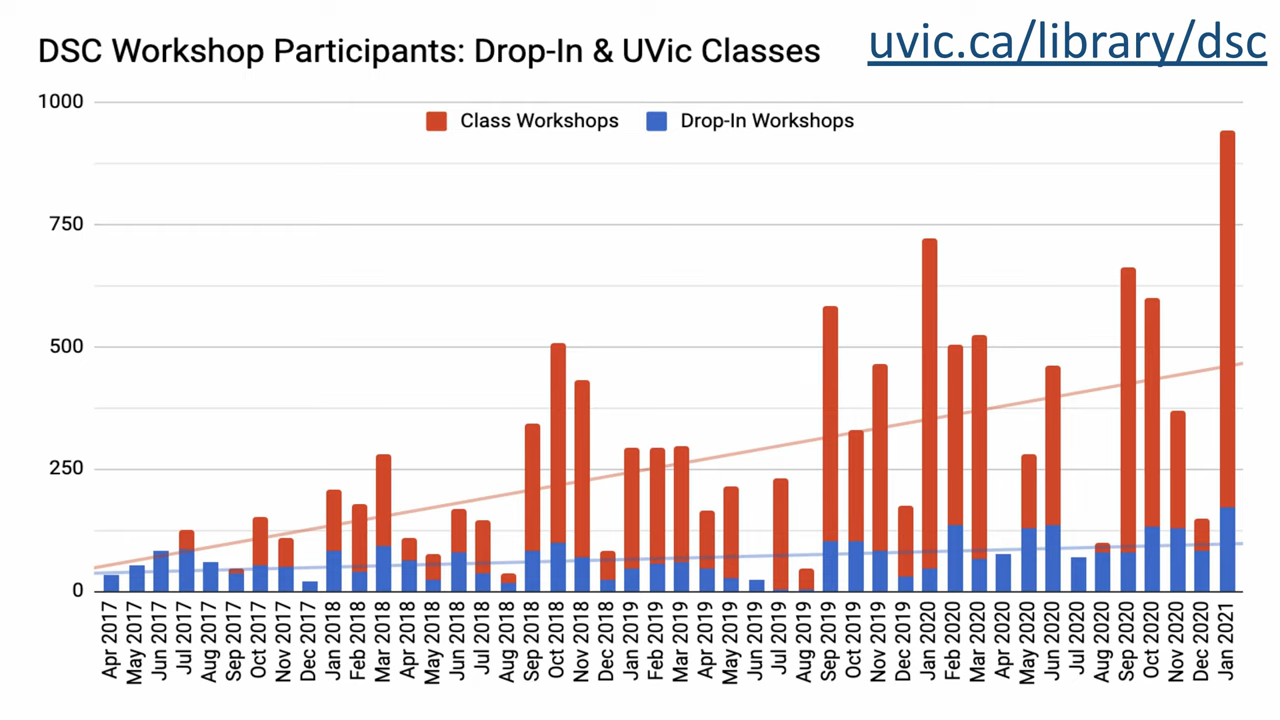 DSC Workshop Participants: Drop-In & UVic Classes
uvic.ca/library/dsc
Class Workshops
Drop-In Workshops
1000
750
500
250
0
Apr 2017
May 2017
Jun 2017
Jul 2017
Aug 2017
Sep 2017
Oct 2017
Nov 2017
Dec 2017
Jan 2018
Feb 2018
Mar 2018
Apr 2018
May 2018
Jun 2018
Jul 2018
Aug 2018
Sep 2018
Oct 2018
Nov 2018
Dec 2018
Jan 2019
Feb 2019
Mar 2019
Apr 2019
May 2019
Jun 2019
Jul 2019
Aug 2019
Sep 2019
Oct 2019
Nov 2019
Dec 2019
Jan 2020
Feb 2020
Mar 2020
Apr 2020
May 2020
Jun 2020
Jul 2020
Aug 2020
Sep 2020
Oct 2020
Nov 2020
Dec 2020
Jan 2021